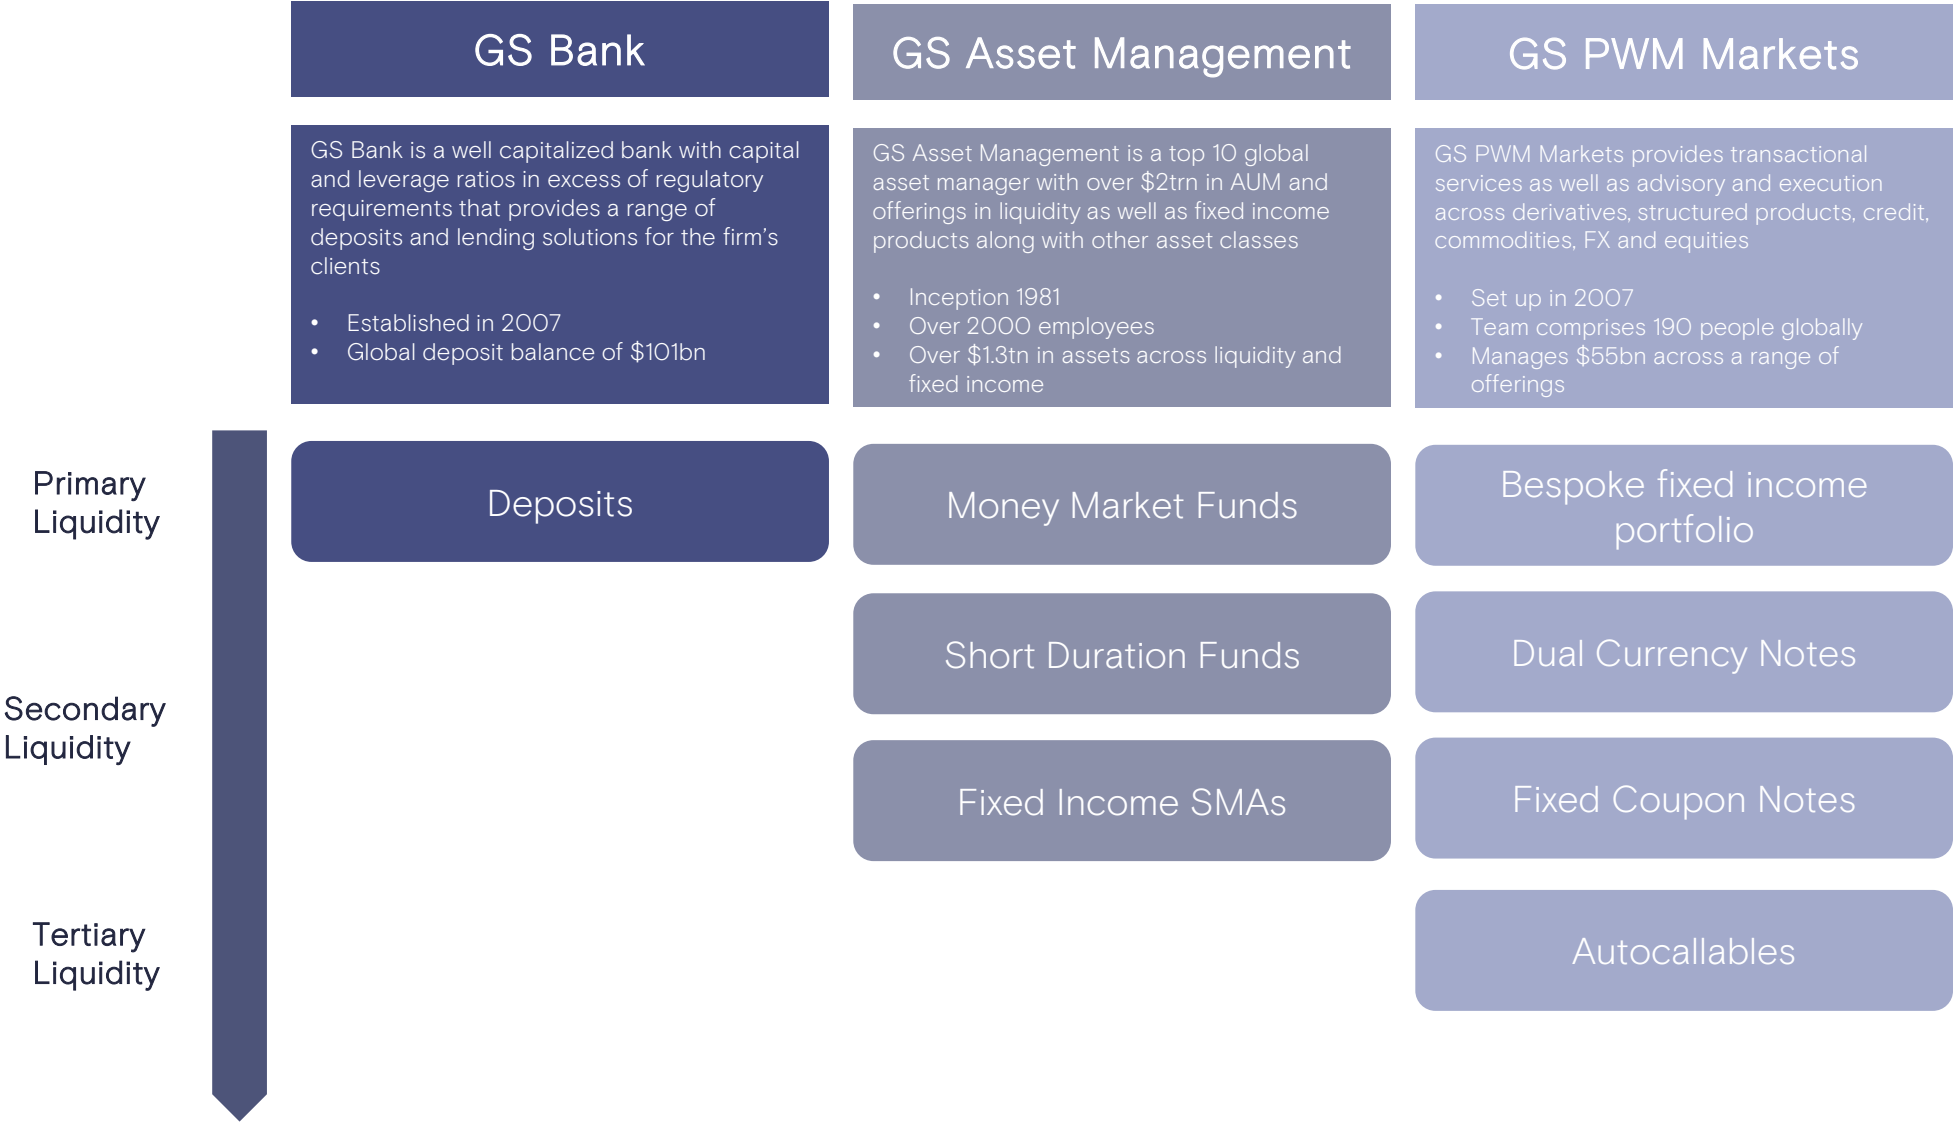 GS Bank
GS Asset Management
GS PWM Markets
GS Bank is a well capitalized bank with capital
and leverage ratios in excess of regulatory
requirements that provides a range of
deposits and lending solutions for the firm's
clients
• Established in 2007
• Global deposit balance of $101bn
GS Asset Management is a top 10 global
asset manager with over $2trn in AUM and
offerings in liquidity as well as fixed income
products along with other asset classes
• Inception 1981
• Over 2000 employees
• Over $1.3tn in assets across liquidity and
fixed income
GS PWM Markets provides transactional
services as well as advisory and execution
across derivatives, structured products, credit,
commodities, FX and equities
• Set up in 2007
• Team comprises 190 people globally
• Manages $55bn across a range of
offerings
Primary
Liquidity
Deposits
Money Market Funds
Bespoke fixed income
portfolio
Secondary
Liquidity
Short Duration Funds
Dual Currency Notes
Fixed Income SMAs
Fixed Coupon Notes
Tertiary
Liquidity
Autocallables